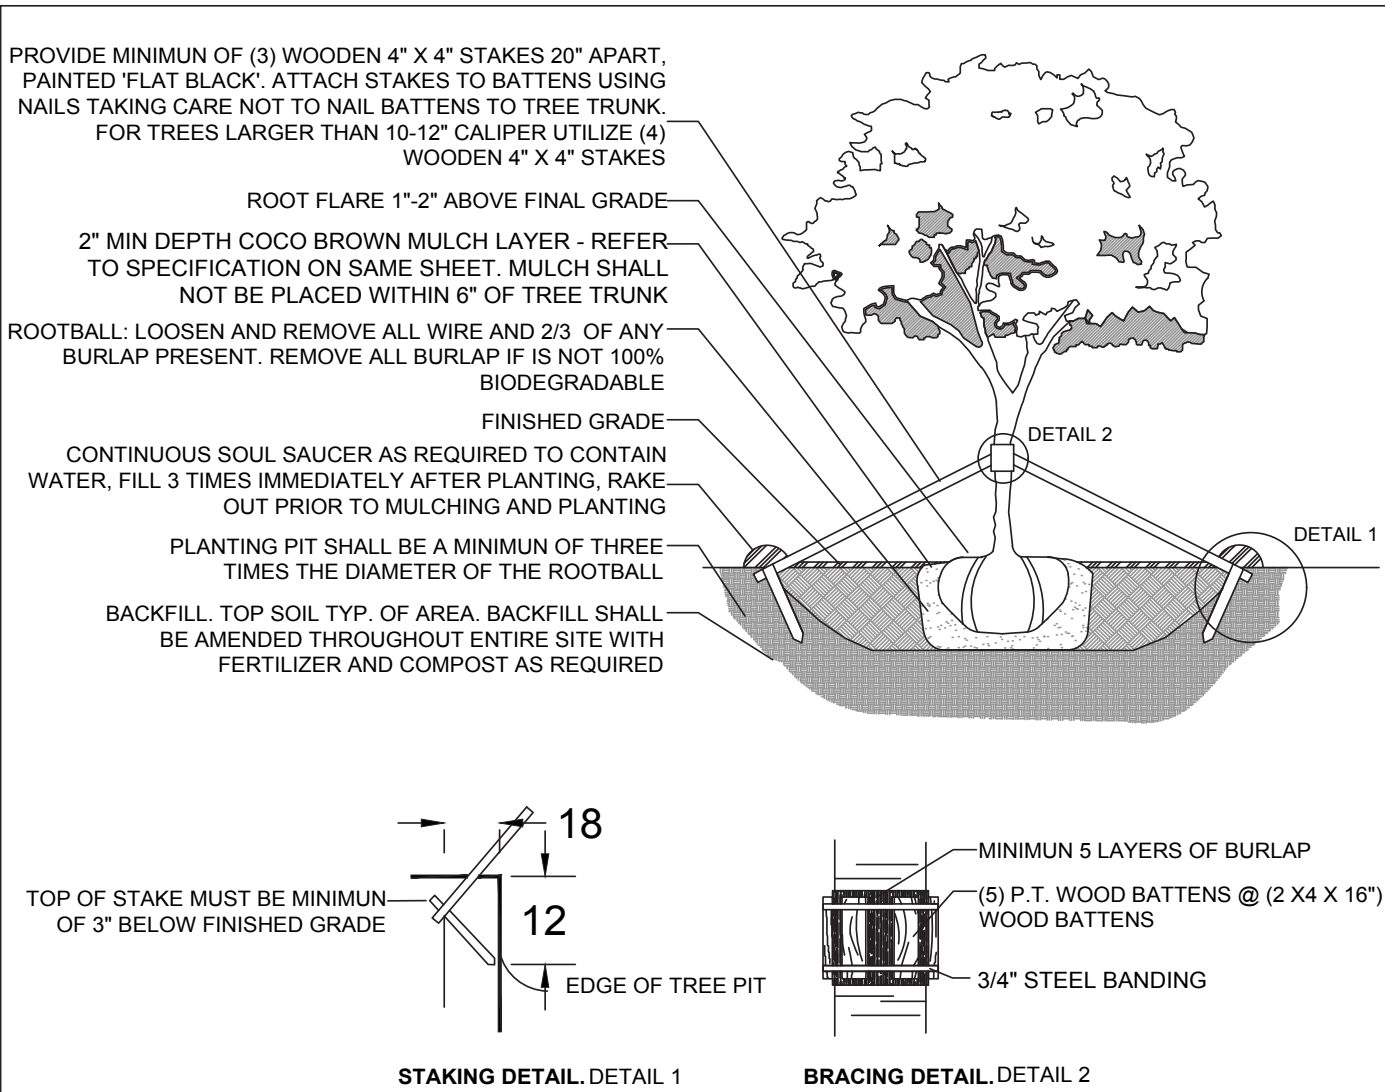 PROVIDE MINIMUN OF (3) WOODEN 4" X 4" STAKES 20" APART,
PAINTED 'FLAT BLACK'. ATTACH STAKES TO BATTENS USING
NAILS TAKING CARE NOT TO NAIL BATTENS TO TREE TRUNK.
FOR TREES LARGER THAN 10-12" CALIPER UTILIZE (4)
WOODEN 4" X 4" STAKES
ROOT FLARE 1"-2" ABOVE FINAL GRADE
2" MIN DEPTH COCO BROWN MULCH LAYER - REFER
TO SPECIFICATION ON SAME SHEET. MULCH SHALL
NOT BE PLACED WITHIN 6" OF TREE TRUNK
ROOTBALL: LOOSEN AND REMOVE ALL WIRE AND 2/3 OF ANY
BURLAP PRESENT. REMOVE ALL BURLAP IF IS NOT 100%
BIODEGRADABLE
FINISHED GRADE
CONTINUOUS SOUL SAUCER AS REQUIRED TO CONTAIN
WATER, FILL 3 TIMES IMMEDIATELY AFTER PLANTING, RAKE
OUT PRIOR TO MULCHING AND PLANTING
PLANTING PIT SHALL BE A MINIMUN OF THREE
TIMES THE DIAMETER OF THE ROOTBALL
BACKFILL. TOP SOIL TYP. OF AREA. BACKFILL SHALL
BE AMENDED THROUGHOUT ENTIRE SITE WITH
FERTILIZER AND COMPOST AS REQUIRED
DETAIL 2
DETAIL 1
18
12
TOP OF STAKE MUST BE MINIMUN
OF 3" BELOW FINISHED GRADE
EDGE OF TREE PIT
STAKING DETAIL. DETAIL 1
MINIMUN 5 LAYERS OF BURLAP
(5) P.T. WOOD BATTENS @ (2 X4 X 16")
WOOD BATTENS
3/4" STEEL BANDING
BRACING DETAIL. DETAIL 2